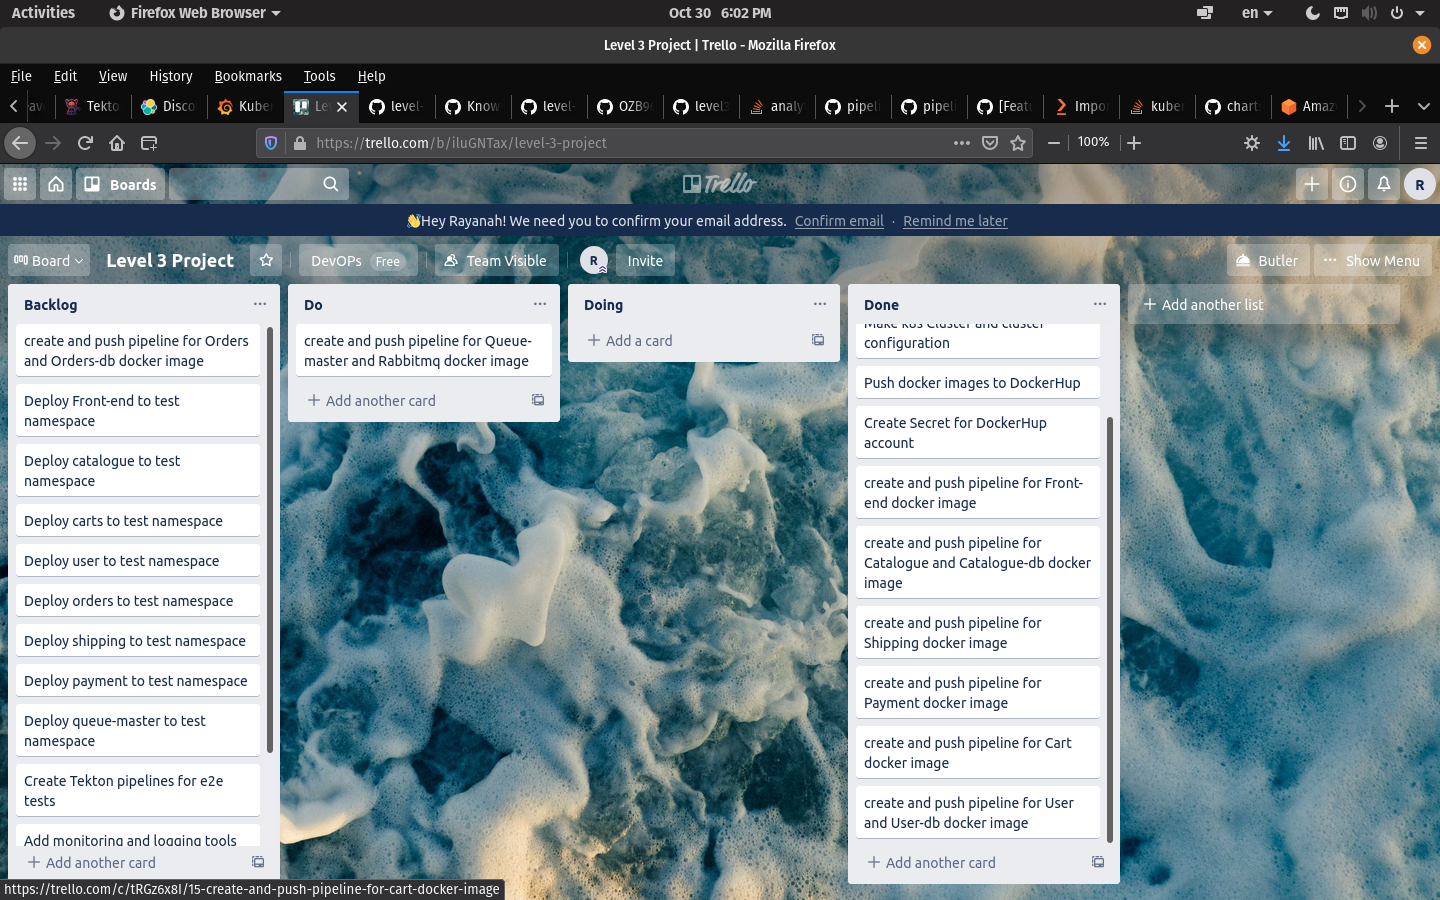 Activities Firefox Web Browser Oct 30 6:02 PM en
Level 3 Project | Trello - Mozilla Firefox
File Edit View History Bookmarks Tools Help
Tekto Disco Kuber Le level- Know level- OZB9 level3 analy pipeli pipeli [Featu Impor kuber chart Amaz
https://trello.com/b/iluGNTax/level-3-project 100%
Boards Trello R
👋Hey Rayanah! We need you to confirm your email address. Confirm email · Remind me later
Board Level 3 Project DevOPs Free Team Visible R Invite Butler Show Menu
Backlog
create and push pipeline for Orders
and Orders-db docker image
Deploy Front-end to test
namespace
Deploy catalogue to test
namespace
Deploy carts to test namespace
Deploy user to test namespace
Deploy orders to test namespace
Deploy shipping to test namespace
Deploy payment to test namespace
Deploy queue-master to test
namespace
Create Tekton pipelines for e2e
tests
Add monitoring and logging tools
Add another card
Do
create and push pipeline for Queue-
master and Rabbitmq docker image
Add another card
Doing
Add a card
Done
Make k8s Cluster and cluster
configuration
Push docker images to DockerHup
Create Secret for DockerHup
account
create and push pipeline for Front-
end docker image
create and push pipeline for
Catalogue and Catalogue-db docker
image
create and push pipeline for
Shipping docker image
create and push pipeline for
Payment docker image
create and push pipeline for Cart
docker image
create and push pipeline for User
and User-db docker image
Add another card
Add another list
https://trello.com/c/tRGz6x8I/15-create-and-push-pipeline-for-cart-docker-image